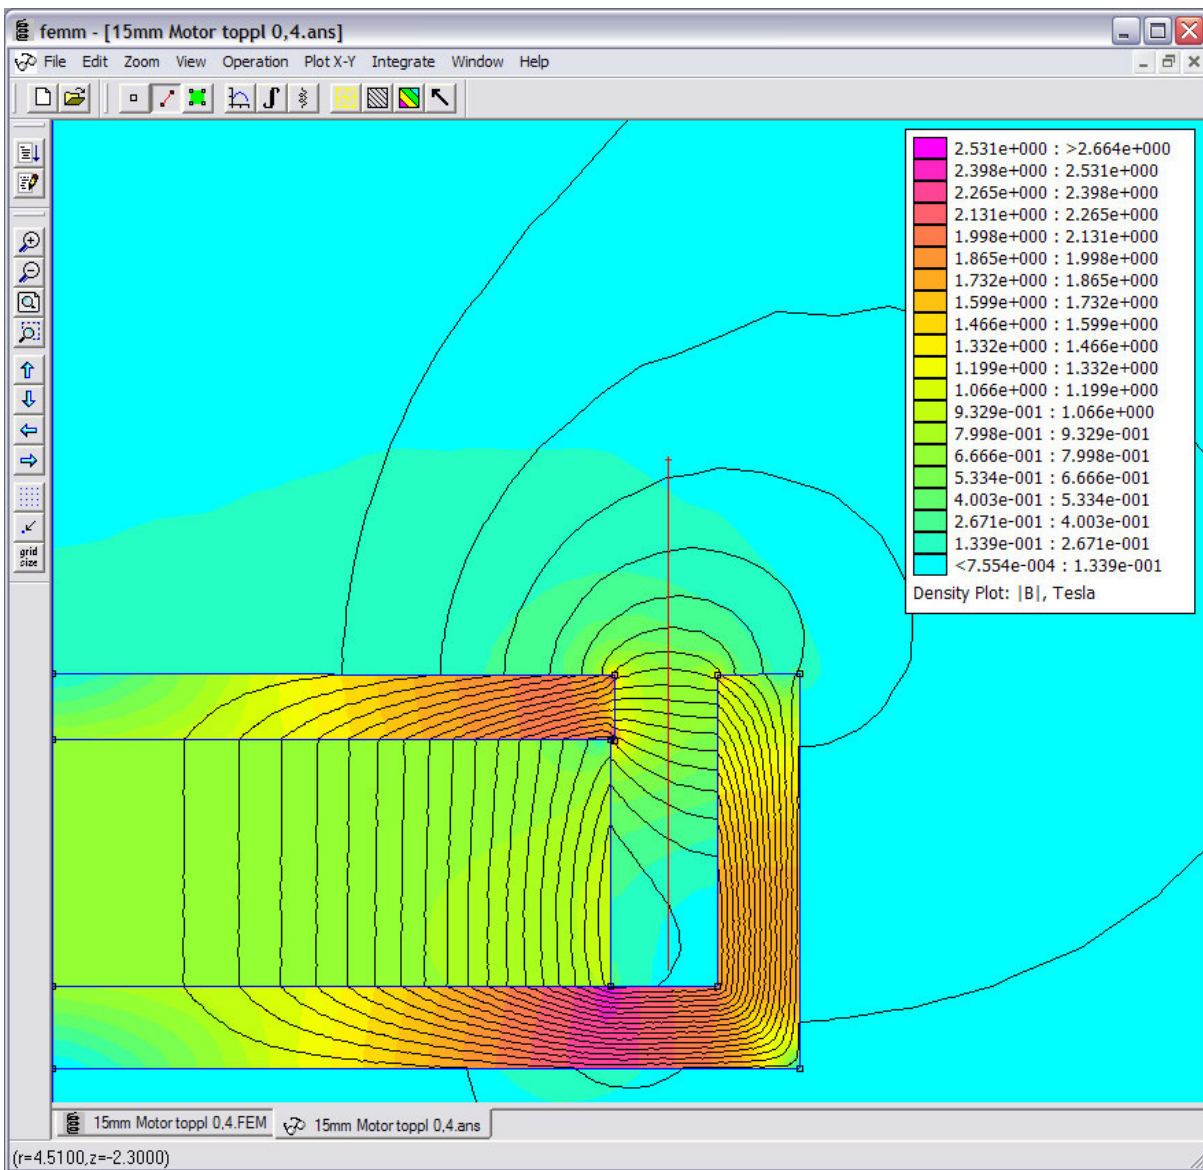 femm - [15mm Motor toppl 0,4.ans]
File Edit Zoom View Operation Plot X-Y Integrate Window Help
2.531e+000 : >2.664e+000
2.398e+000 : 2.531e+000
2.265e+000 : 2.398e+000
2.131e+000 : 2.265e+000
1.998e+000 : 2.131e+000
1.865e+000 : 1.998e+000
1.732e+000 : 1.865e+000
1.599e+000 : 1.732e+000
1.466e+000 : 1.599e+000
1.332e+000 : 1.466e+000
1.199e+000 : 1.332e+000
1.066e+000 : 1.199e+000
9.329e-001 : 1.066e+000
7.998e-001 : 9.329e-001
6.666e-001 : 7.998e-001
5.334e-001 : 6.666e-001
4.003e-001 : 5.334e-001
2.671e-001 : 4.003e-001
1.339e-001 : 2.671e-001
<7.554e-004 : 1.339e-001
Density Plot: |B|, Tesla
grid
size
15mm Motor toppl 0,4.FEM
15mm Motor toppl 0,4.ans
(r=4.5100,z=-2.3000)